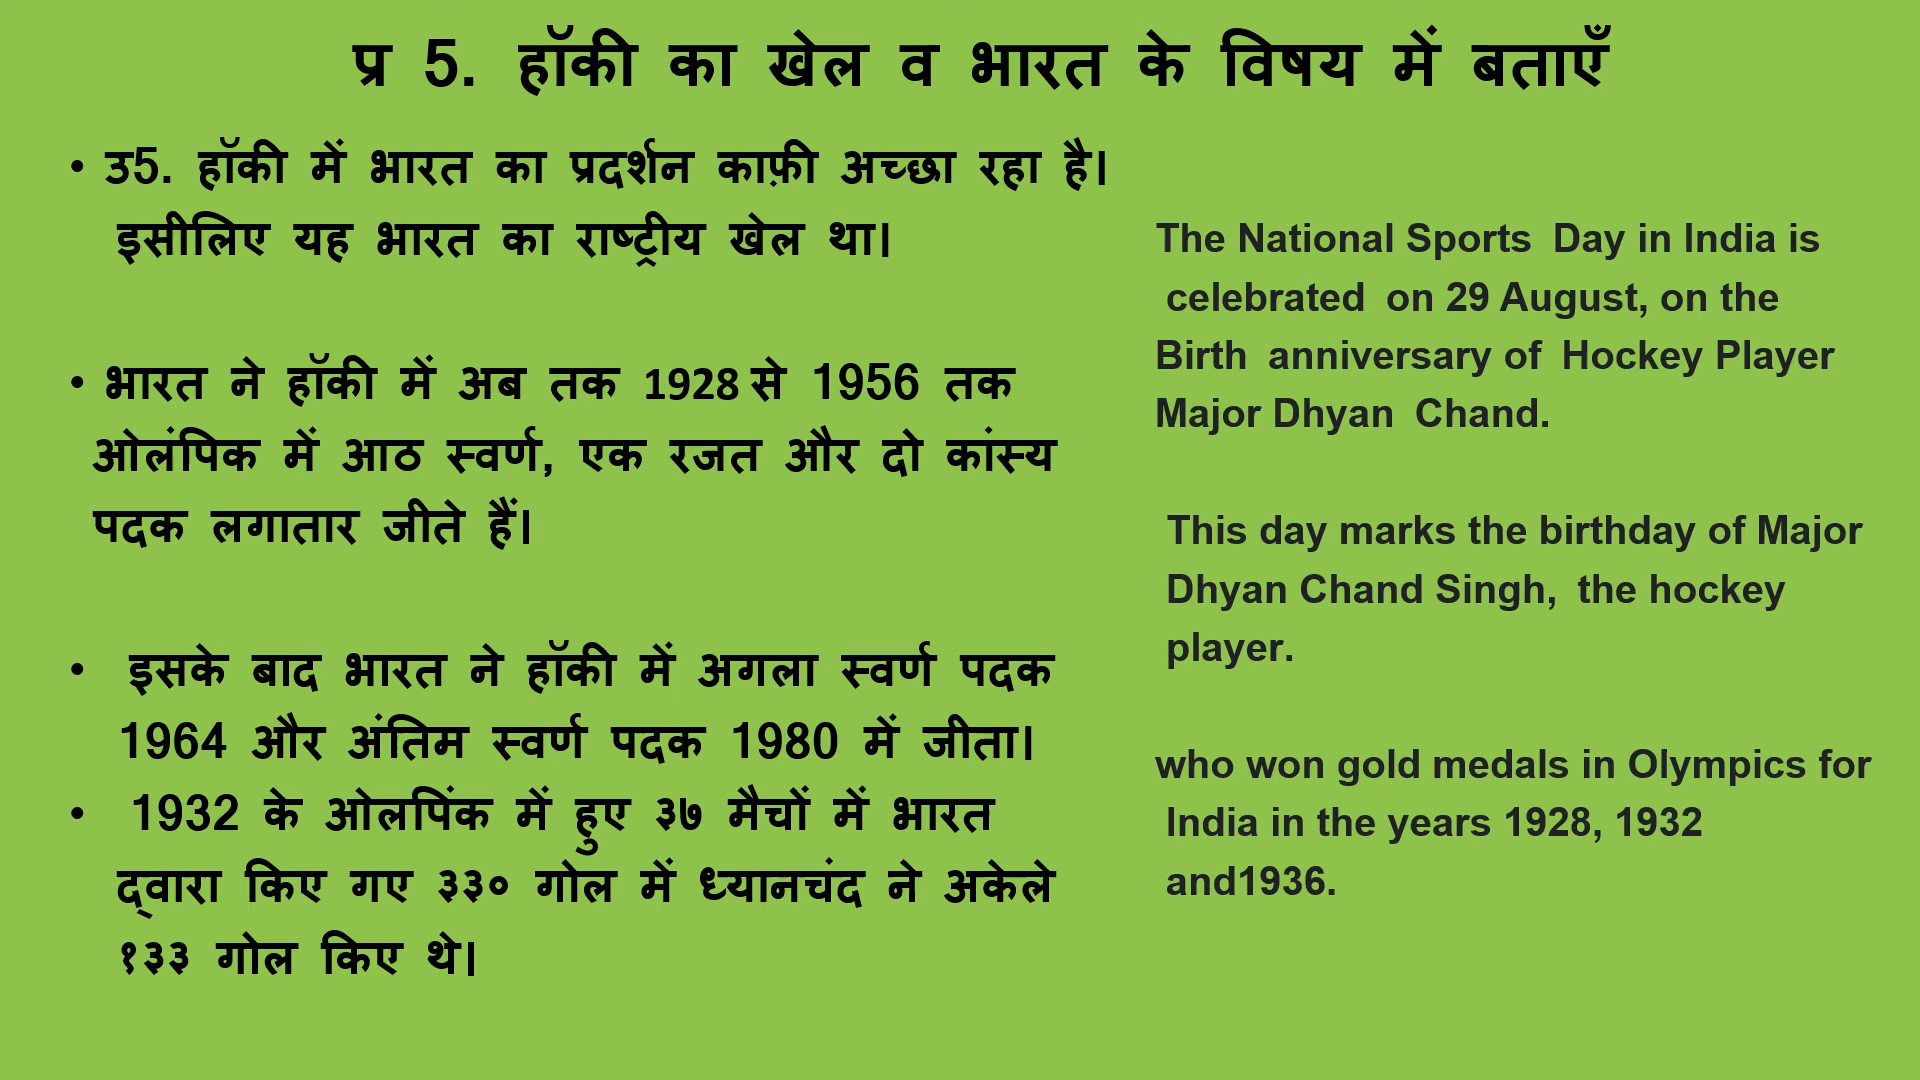 प्र 5. हॉकी का खेल व भारत के विषय में बताएँ
• उ5. हॉकी में भारत का प्रदर्शन काफ़ी अच्छा रहा है।
इसीलिए यह भारत का राष्ट्रीय खेल था।
• भारत ने हॉकी में अब तक 1928 से 1956 तक
ओलंपिक में आठ स्वर्ण, एक रजत और दो कांस्य
पदक लगातार जीते हैं।
• इसके बाद भारत ने हॉकी में अगला स्वर्ण पदक
1964 और अंतिम स्वर्ण पदक 1980 में जीता।
• 1932 के ओलपिंक में हुए ३७ मैचों में भारत
द्वारा किए गए ३३० गोल में ध्यानचंद ने अकेले
१३३ गोल किए थे।
The National Sports Day in India is
celebrated on 29 August, on the
Birth anniversary of Hockey Player
Major Dhyan Chand.
This day marks the birthday of Major
Dhyan Chand Singh, the hockey
player.
who won gold medals in Olympics for
India in the years 1928, 1932
and1936.